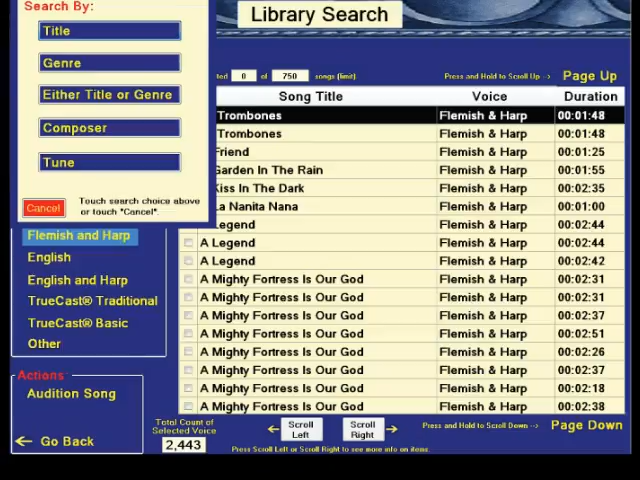 Search By:
Library Search
Title
Genre
Either Title or Genre
Composer
Tune
Cancel
Touch search choice above
or touch "Cancel".
ted 0 of 750 songs (limit)
Press and Hold to Scroll Up -->
Page Up
Song Title Voice Duration
Trombones Flemish & Harp 00:01:48
Trombones Flemish & Harp 00:01:48
Friend Flemish & Harp 00:01:25
Garden In The Rain Flemish & Harp 00:01:55
Kiss In The Dark Flemish & Harp 00:02:35
La Nanita Nana Flemish & Harp 00:01:00
Legend Flemish & Harp 00:02:44
A Legend Flemish & Harp 00:02:44
A Legend Flemish & Harp 00:02:42
A Mighty Fortress Is Our God Flemish & Harp 00:02:31
A Mighty Fortress Is Our God Flemish & Harp 00:02:31
A Mighty Fortress Is Our God Flemish & Harp 00:02:37
A Mighty Fortress Is Our God Flemish & Harp 00:02:51
A Mighty Fortress Is Our God Flemish & Harp 00:02:26
A Mighty Fortress Is Our God Flemish & Harp 00:02:37
A Mighty Fortress Is Our God Flemish & Harp 00:02:18
A Mighty Fortress Is Our God Flemish & Harp 00:02:38
Flemish and Harp
English
English and Harp
TrueCast® Traditional
TrueCast® Basic
Other
Actions:
Audition Song
Go Back
Total Count of
Selected Voice
2,443
Scroll
Left
Scroll
Right
Press and Hold to Scroll Down -->
Page Down
Press Scroll Left or Scroll Right to see more info on items.